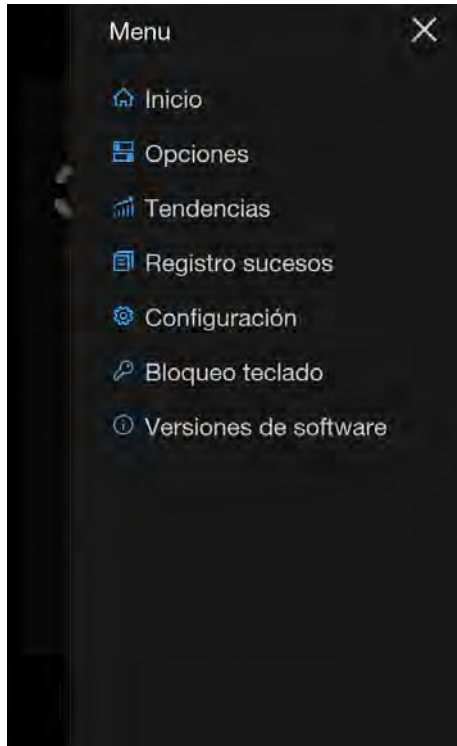 Menu
Inicio
Opciones
Tendencias
Registro sucesos
Configuración
Bloqueo teclado
Versiones de software